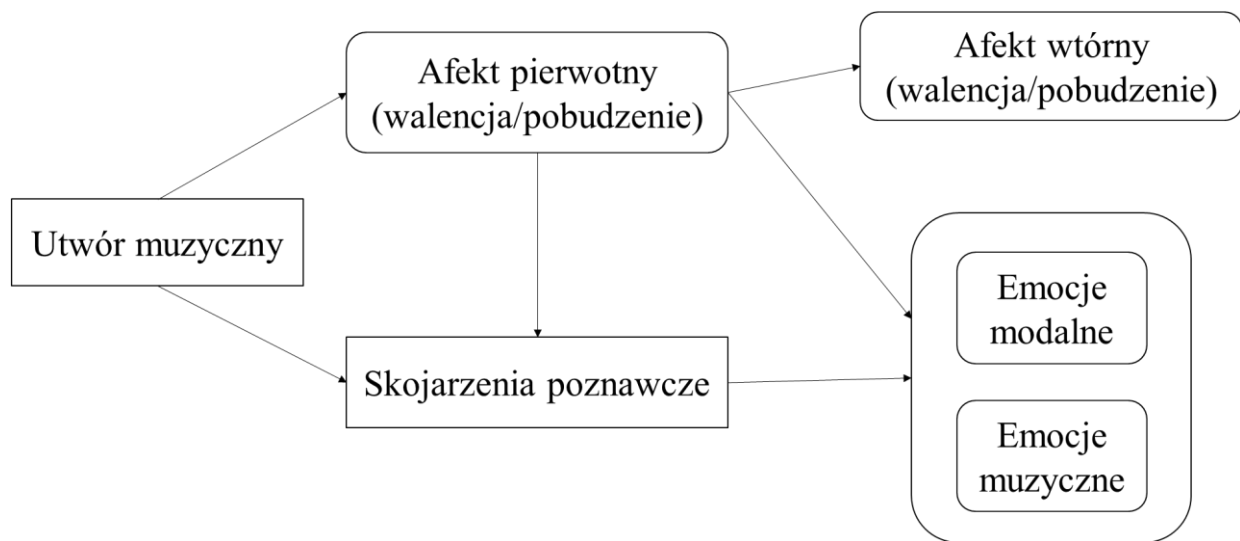 Afekt pierwotny
(walencja/pobudzenie)
Afekt wtórny
(walencja/pobudzenie)
Utwór muzyczny
Skojarzenia poznawcze
Emocje
modalne
Emocje
muzyczne